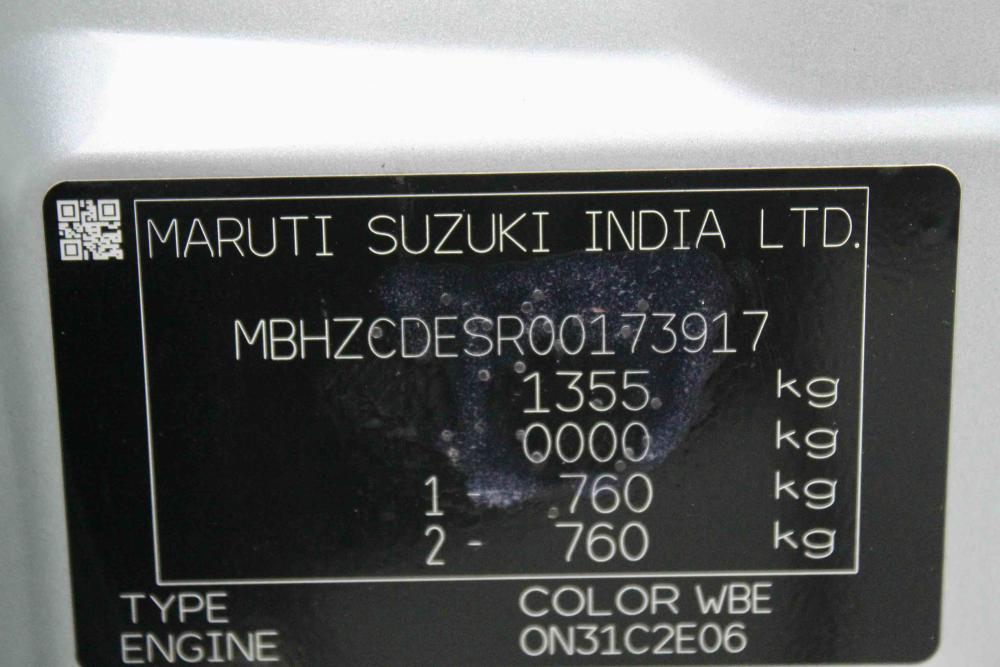 MARUTI SUZUKI INDIA LTD.
MBHZCDESR00173917
1355 kg
0000 kg
1 - 760 kg
2 - 760 kg
TYPE COLOR WBE
ENGINE 0N31C2E06